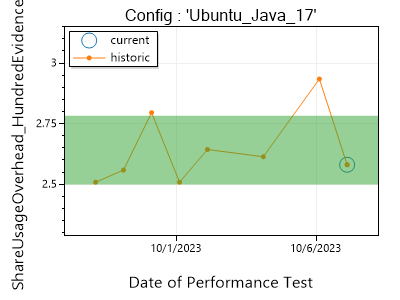 Config : 'Ubuntu_Java_17'
current
historic
ShareUsageOverhead_HundredEvidence
3
2.75
2.5
10/1/2023
10/6/2023
Date of Performance Test